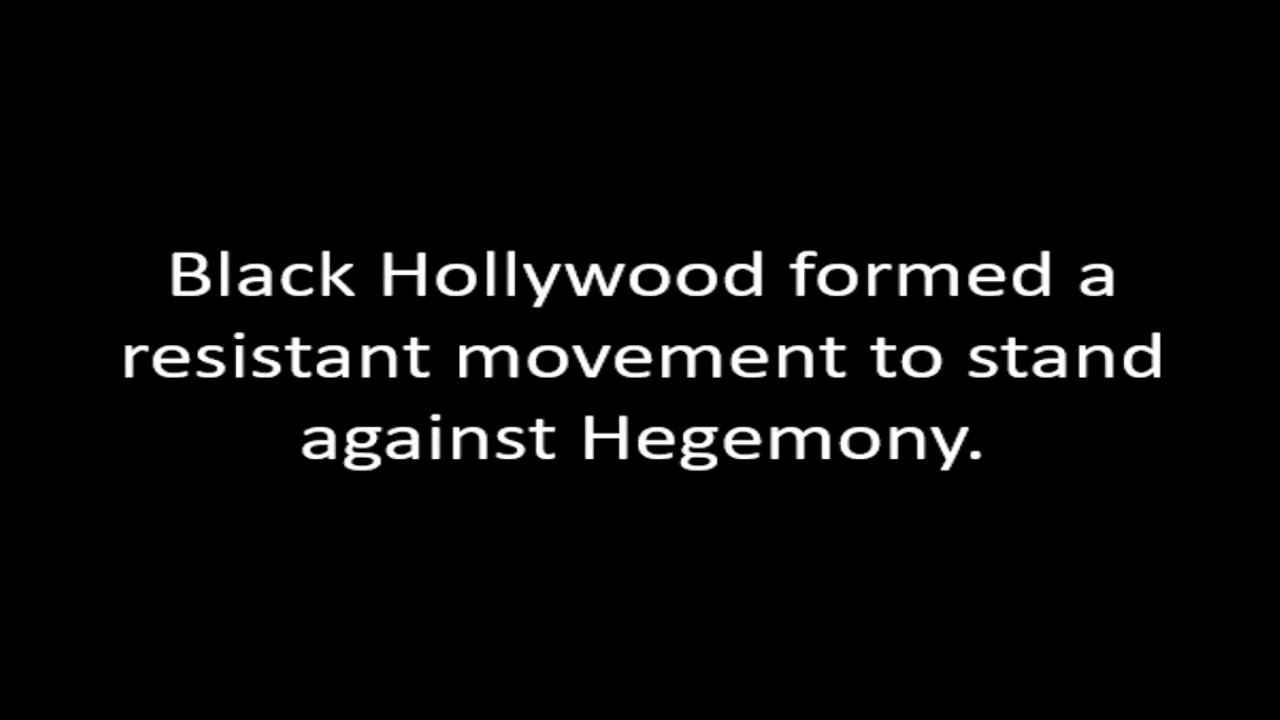 Black Hollywood formed a
resistant movement to stand
against Hegemony.